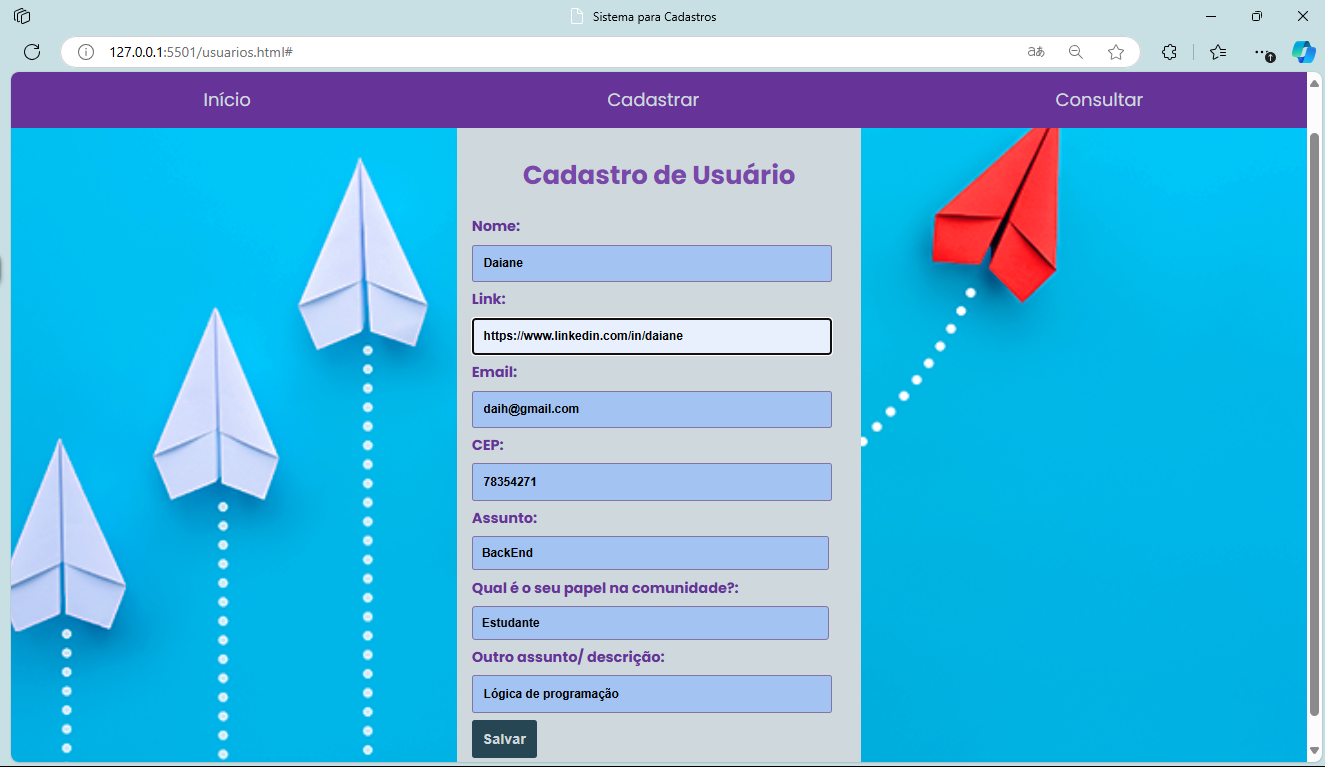 Sistema para Cadastros
127.0.0.1:5501/usuarios.html#
aあ
Início Cadastrar Consultar
Cadastro de Usuário
Nome:
Daiane
Link:
https://www.linkedin.com/in/daiane
Email:
daih@gmail.com
CEP:
78354271
Assunto:
BackEnd
Qual é o seu papel na comunidade?:
Estudante
Outro assunto/ descrição:
Lógica de programação
Salvar